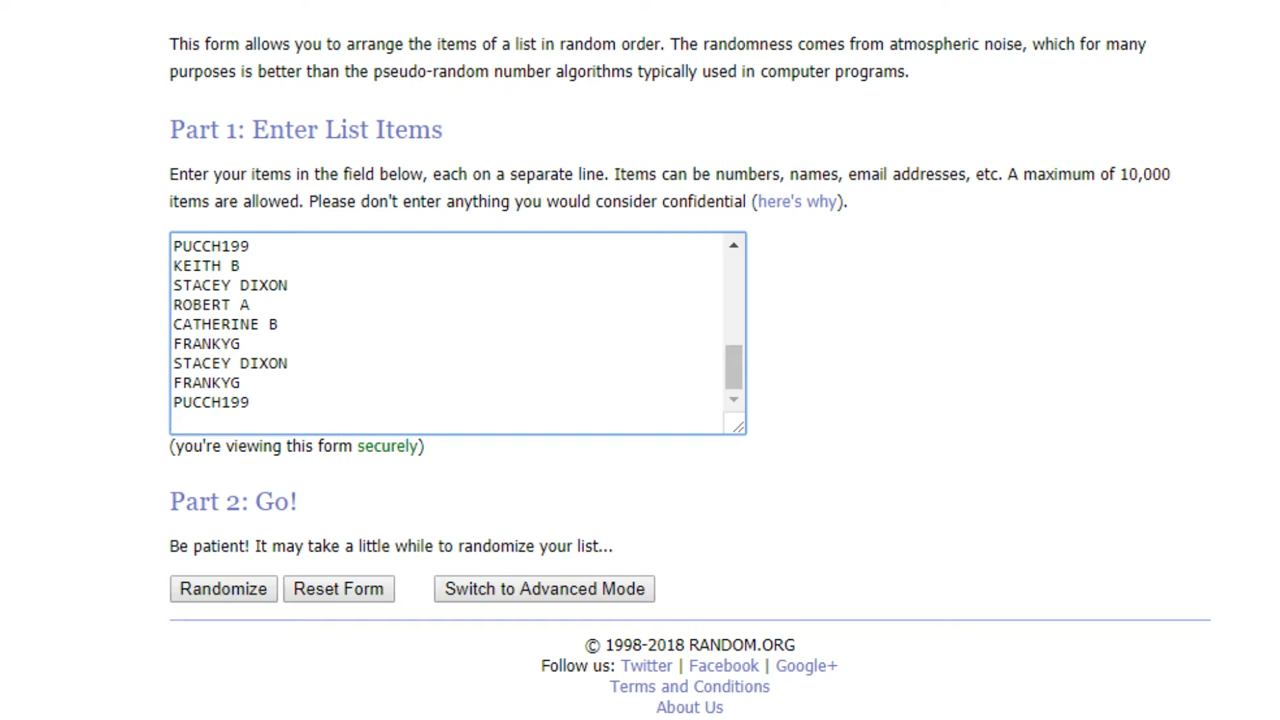 This form allows you to arrange the items of a list in random order. The randomness comes from atmospheric noise, which for many
purposes is better than the pseudo-random number algorithms typically used in computer programs.
Part 1: Enter List Items
Enter your items in the field below, each on a separate line. Items can be numbers, names, email addresses, etc. A maximum of 10,000
items are allowed. Please don't enter anything you would consider confidential (here's why).
PUCCH199
KEITH B
STACEY DIXON
ROBERT A
CATHERINE B
FRANKYG
STACEY DIXON
FRANKYG
PUCCH199
(you're viewing this form securely)
Part 2: Go!
Be patient! It may take a little while to randomize your list...
Randomize Reset Form Switch to Advanced Mode
© 1998-2018 RANDOM.ORG
Follow us: Twitter | Facebook | Google+
Terms and Conditions
About Us